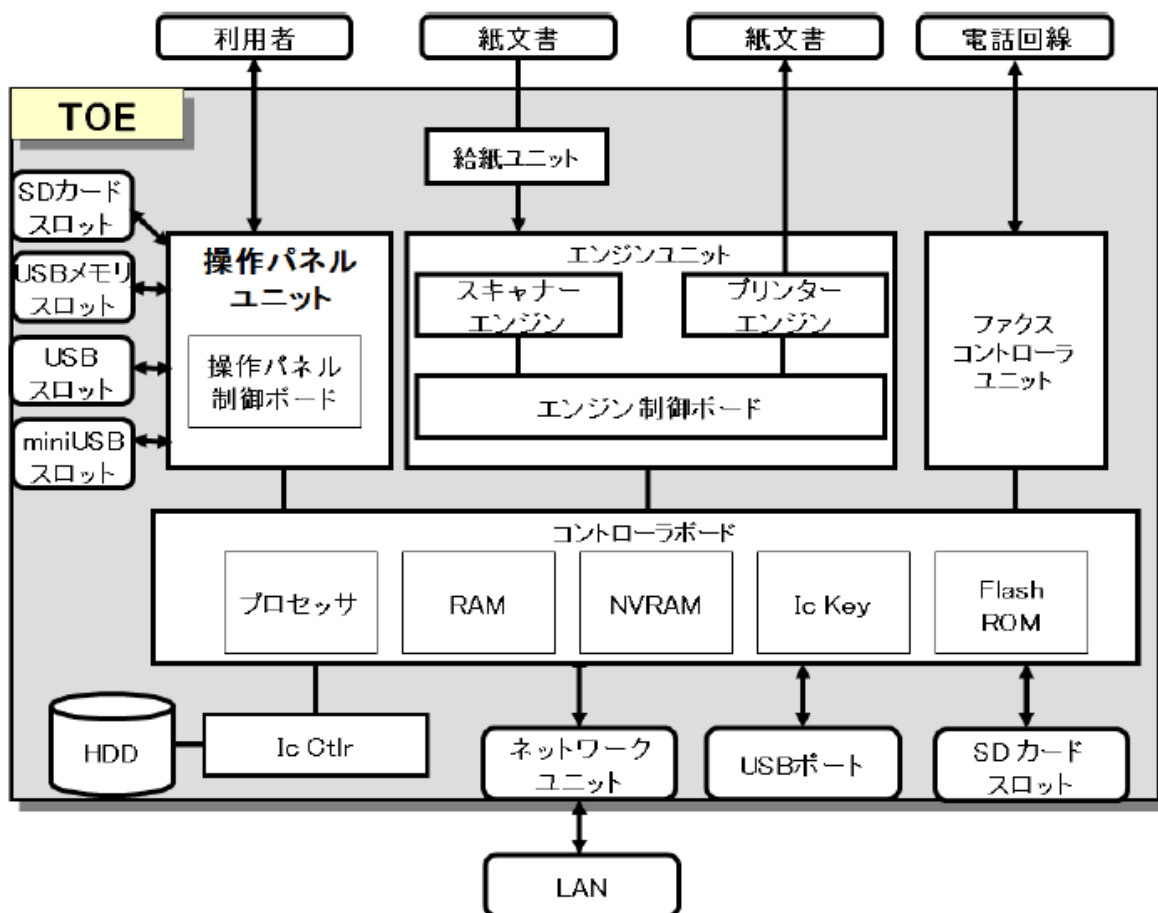 利用者
紙文書
紙文書
電話回線
TOE
給紙ユニット
SDカード
スロット
USBメモリ
スロット
USB
スロット
miniUSB
スロット
操作パネル
ユニット
操作パネル
制御ボード
エンジンユニット
スキャナー
エンジン
プリンター
エンジン
エンジン制御ボード
ファクス
コントローラ
ユニット
コントローラボード
プロセッサ
RAM
NVRAM
Ic Key
Flash
ROM
HDD
Ic Ctlr
ネットワーク
ユニット
USBポート
SDカード
スロット
LAN